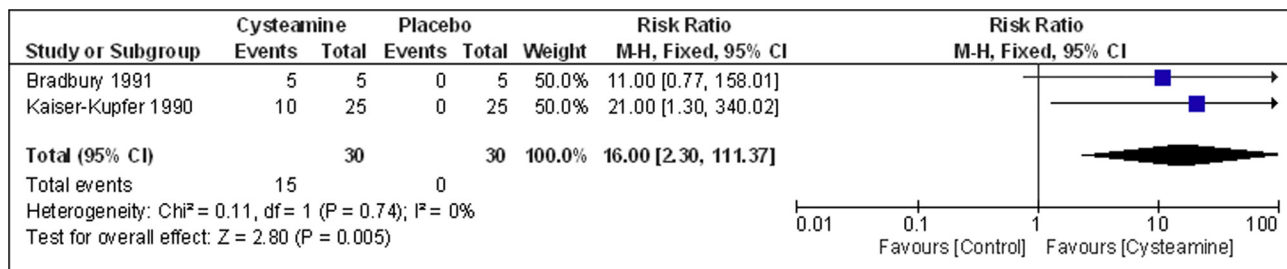 Cysteamine Placebo Risk Ratio Risk Ratio
Study or Subgroup Events Total Events Total Weight M-H, Fixed, 95% CI M-H, Fixed, 95% CI
Bradbury 1991 5 5 0 5 50.0% 11.00 [0.77, 158.01]
Kaiser-Kupfer 1990 10 25 0 25 50.0% 21.00 [1.30, 340.02]
Total (95% CI) 30 30 100.0% 16.00 [2.30, 111.37]
Total events 15 0
Heterogeneity: Chi² = 0.11, df = 1 (P = 0.74); I² = 0%
Test for overall effect: Z = 2.80 (P = 0.005)
0.01 0.1 1 10 100
Favours [Control] Favours [Cysteamine]